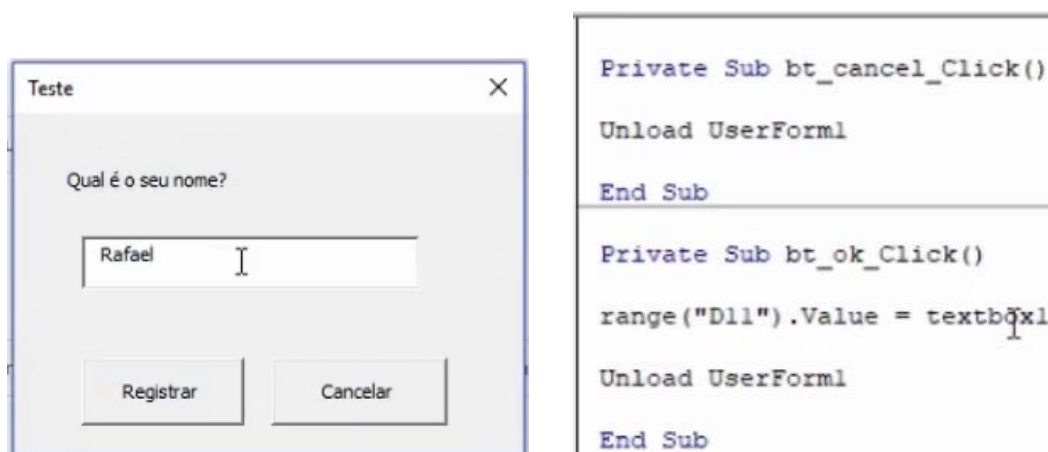 Teste
Qual é o seu nome?
Rafael
Registrar
Cancelar
Private Sub bt_cancel_Click()
Unload UserForm1
End Sub
Private Sub bt_ok_Click()
range("D11").Value = textbox1
Unload UserForm1
End Sub